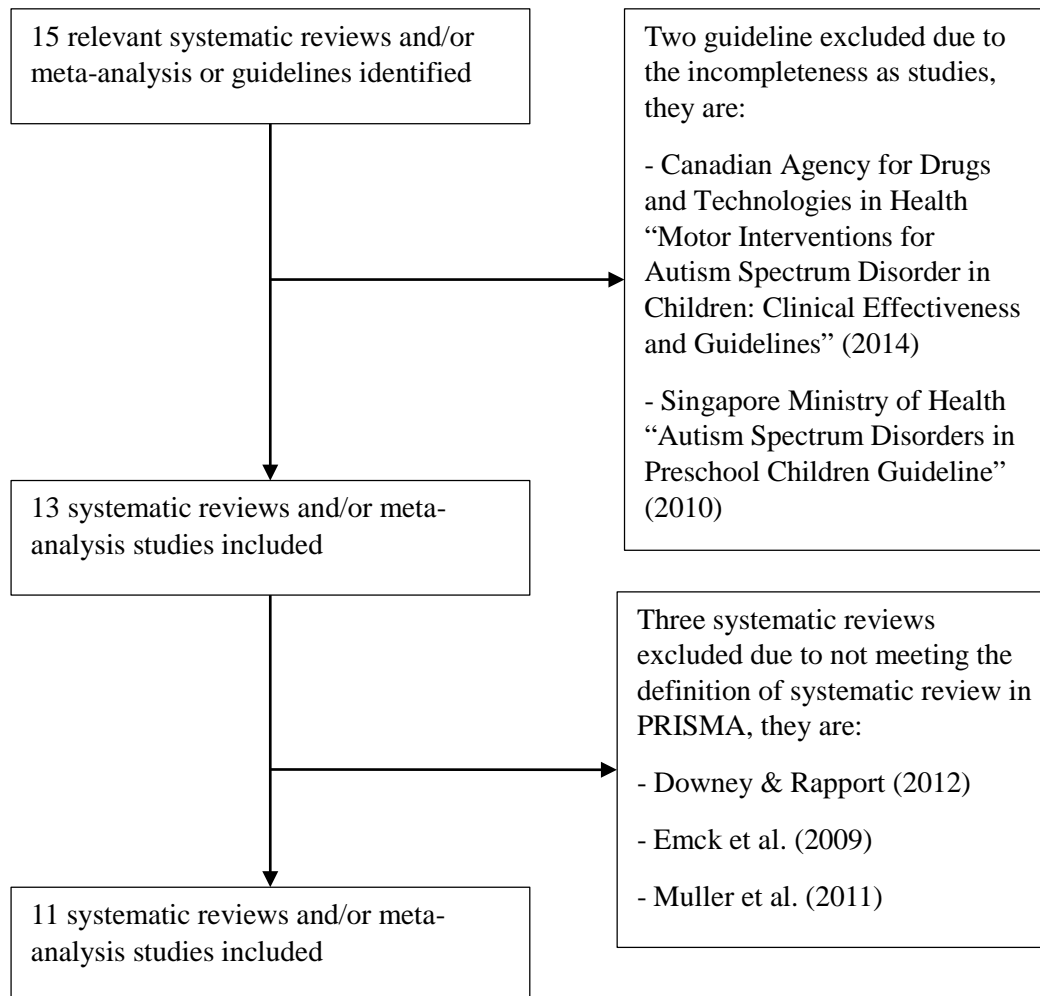 15 relevant systematic reviews and/or
meta-analysis or guidelines identified
Two guideline excluded due to
the incompleteness as studies,
they are:
- Canadian Agency for Drugs
and Technologies in Health
“Motor Interventions for
Autism Spectrum Disorder in
Children: Clinical Effectiveness
and Guidelines” (2014)
- Singapore Ministry of Health
“Autism Spectrum Disorders in
Preschool Children Guideline”
(2010)
13 systematic reviews and/or meta-
analysis studies included
Three systematic reviews
excluded due to not meeting the
definition of systematic review in
PRISMA, they are:
- Downey & Rapport (2012)
- Emck et al. (2009)
- Muller et al. (2011)
11 systematic reviews and/or meta-
analysis studies included